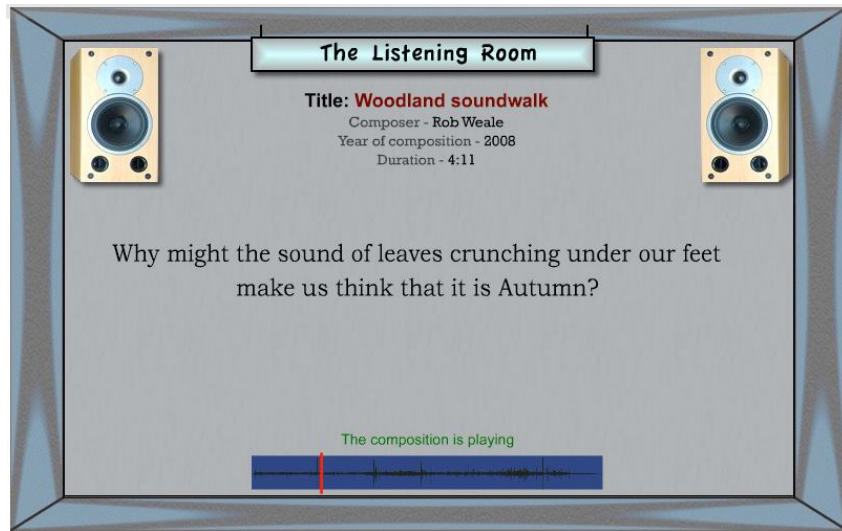 The Listening Room
Title: Woodland soundwalk
Composer - Rob Weale
Year of composition - 2008
Duration - 4:11
Why might the sound of leaves crunching under our feet
make us think that it is Autumn?
The composition is playing